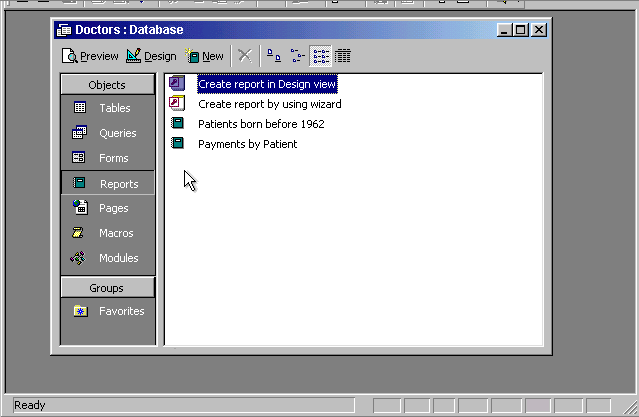 Doctors : Database
Preview Design New
Objects
Tables
Queries
Forms
Reports
Pages
Macros
Modules
Groups
Favorites
Create report in Design view
Create report by using wizard
Patients born before 1962
Payments by Patient
Ready